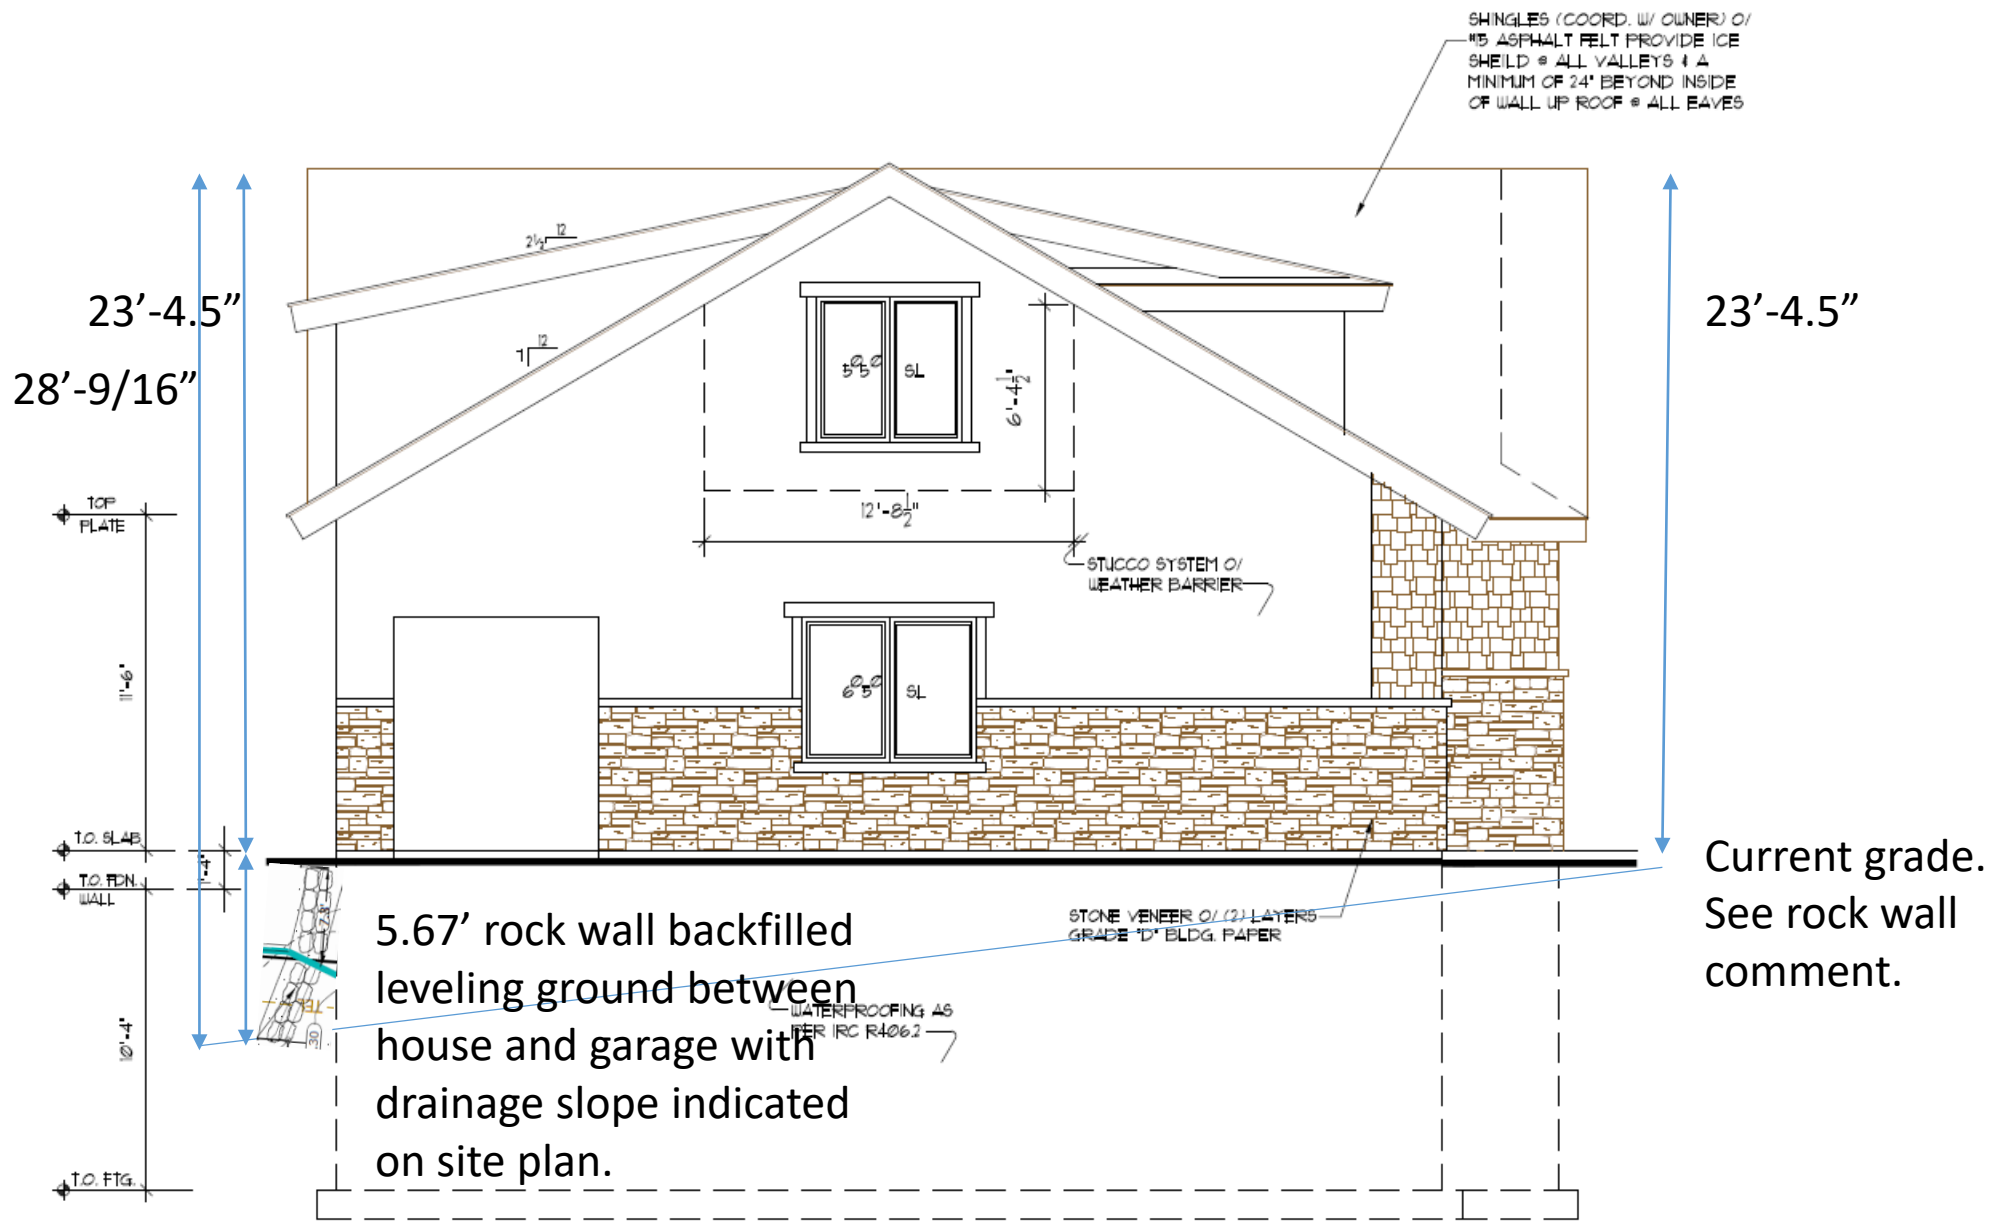 SHINGLES (COORD. W/ OWNER) O/
#15 ASPHALT FELT PROVIDE ICE
SHEILD @ ALL VALLEYS & A
MINIMUM OF 24" BEYOND INSIDE
OF WALL UP ROOF @ ALL EAVES
12
2½
23’-4.5”
23’-4.5”
28’-9/16”
12
7
5⁰5⁰ SL
6'-4½"
TOP
PLATE
12'-8½"
STUCCO SYSTEM O/
WEATHER BARRIER
11'-6"
6⁰5⁰ SL
T.O. SLAB
1'-4"
T.O. FDN.
WALL
Current grade.
See rock wall
comment.
STONE VENEER O/ (2) LAYERS
GRADE "D" BLDG. PAPER
5.67’ rock wall backfilled
leveling ground between
house and garage with
drainage slope indicated
on site plan.
WATERPROOFING AS
PER IRC R406.2
10'-4"
30
T.O. FTG.